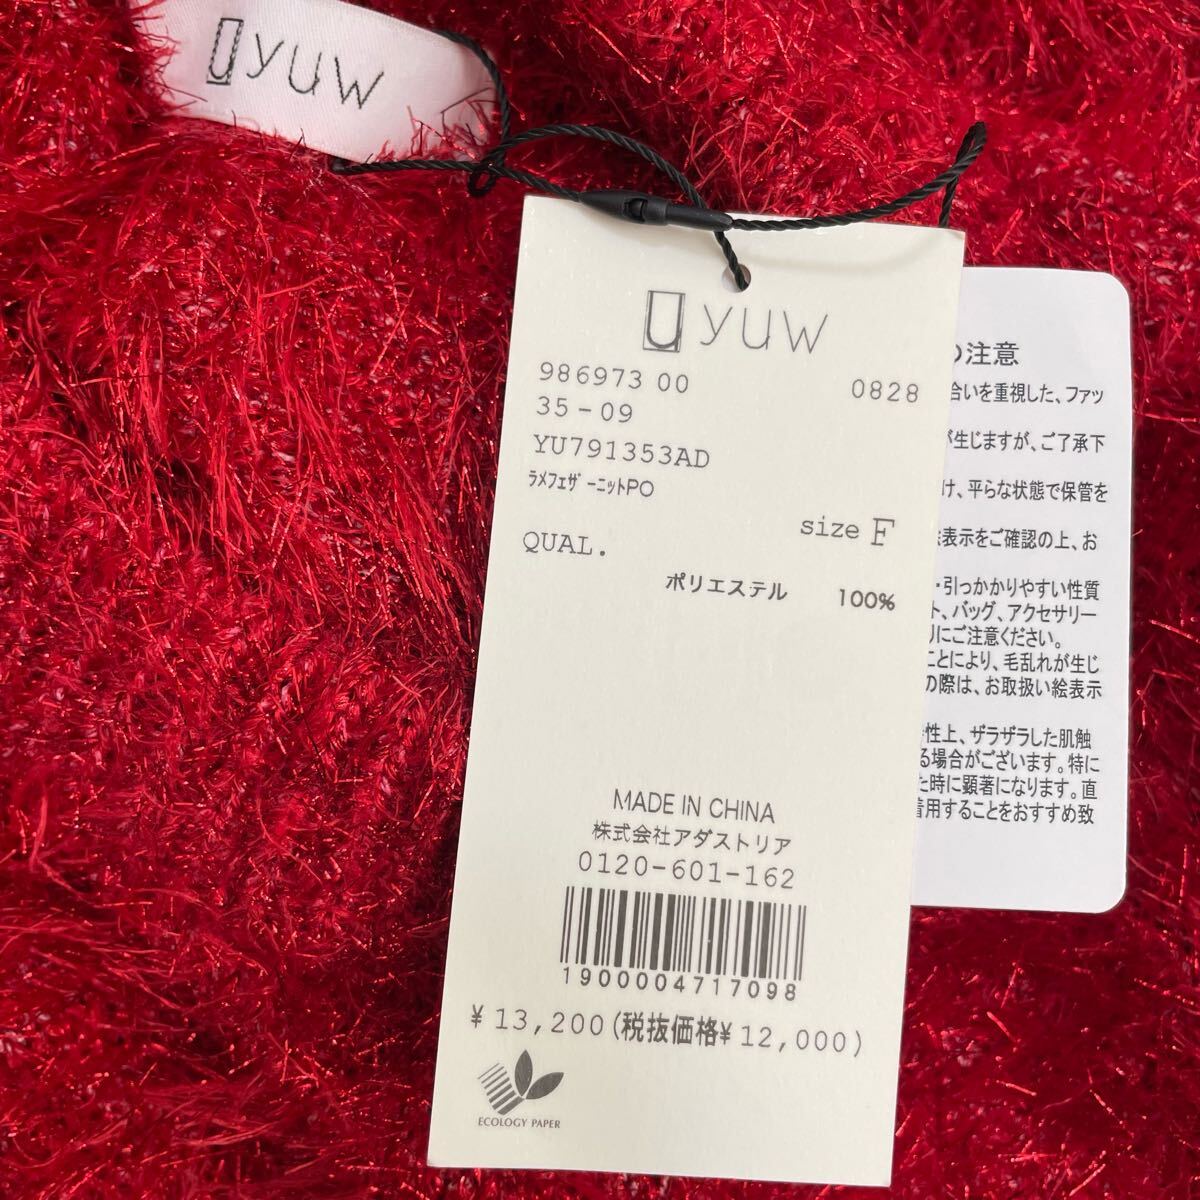 yuw
yuw
986973 00 0828
35-09
YU791353AD
ﾗﾒﾌｪｻﾞｰﾆｯﾄPO
size F
QUAL.
ポリエステル 100%
MADE IN CHINA
株式会社アダストリア
0120-601-162
1900004717098
¥13,200(税抜価格¥12,000)
ECOLOGY PAPER
の注意
合いを重視した、ファッ
が生じますが、ご了承下
け、平らな状態で保管を
表示をご確認の上、お
・引っかかりやすい性質
ト、バッグ、アクセサリー
りにご注意ください。
ことにより、毛乱れが生じ
の際は、お取扱い絵表示
性上、ザラザラした肌触
る場合がございます。特に
た時に顕著になります。直
着用することをおすすめ致